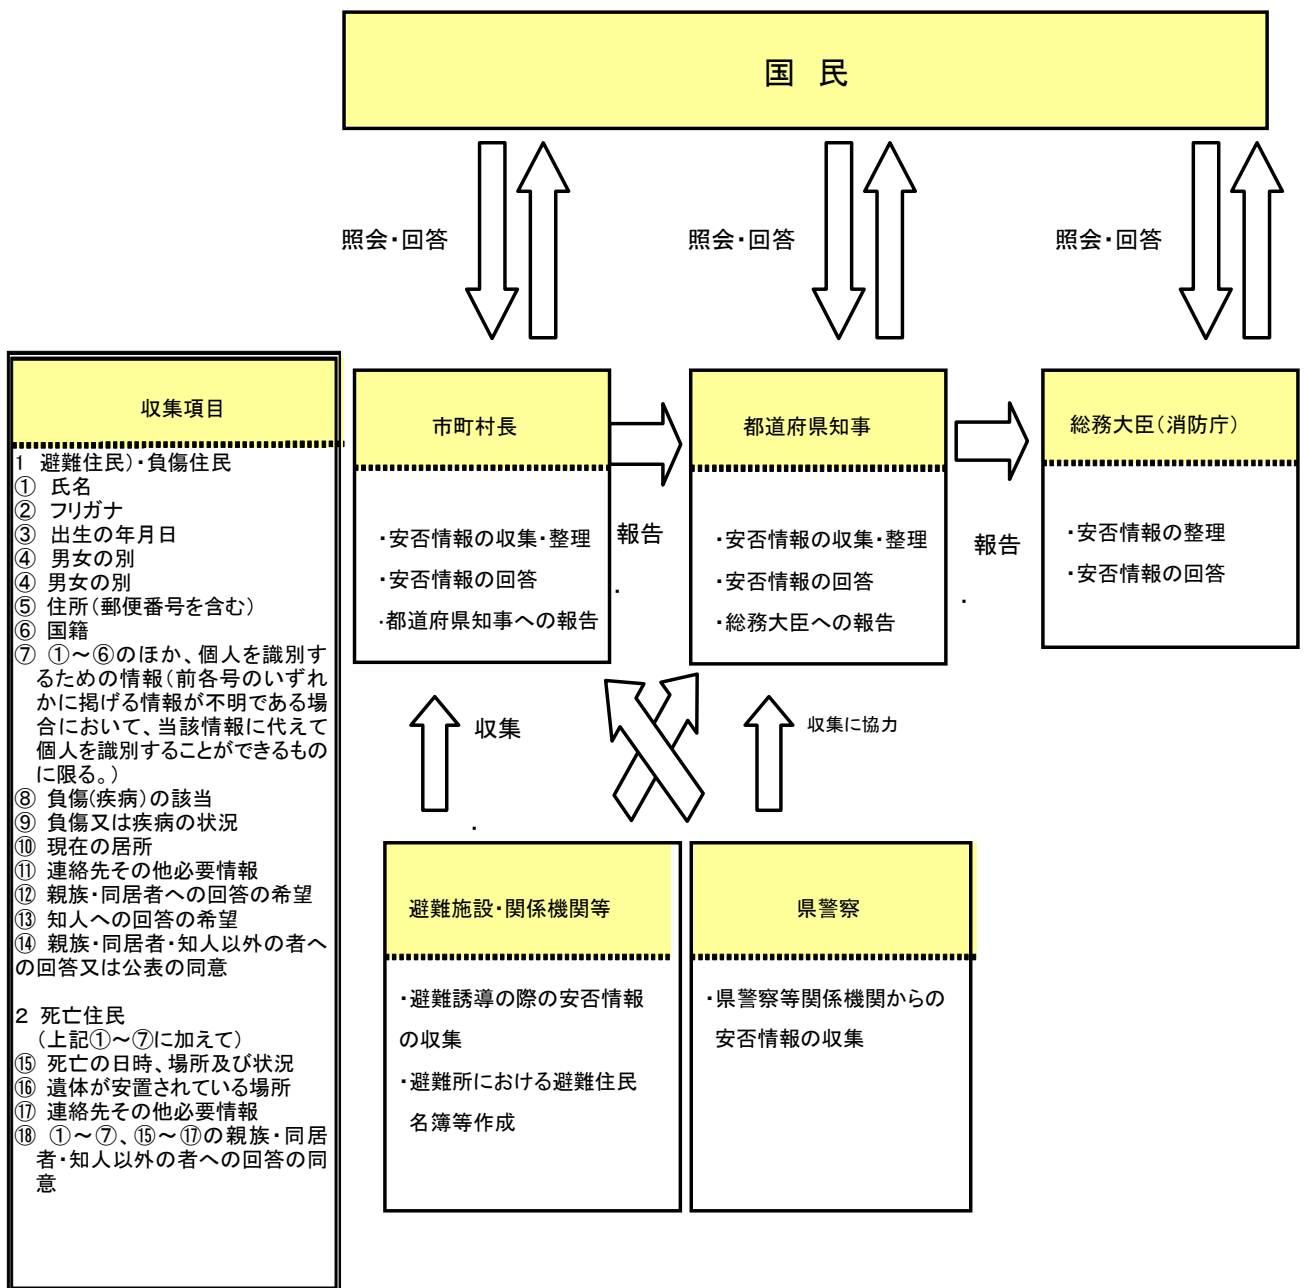 国 民
照会・回答
照会・回答
照会・回答
収集項目
1 避難住民)・負傷住民
① 氏名
② フリガナ
③ 出生の年月日
④ 男女の別
④ 男女の別
⑤ 住所(郵便番号を含む)
⑥ 国籍
⑦ ①～⑥のほか、個人を識別す
るための情報(前各号のいずれ
かに掲げる情報が不明である場
合において、当該情報に代えて
個人を識別することができるもの
に限る。)
⑧ 負傷(疾病)の該当
⑨ 負傷又は疾病の状況
⑩ 現在の居所
⑪ 連絡先その他必要情報
⑫ 親族・同居者への回答の希望
⑬ 知人への回答の希望
⑭ 親族・同居者・知人以外の者へ
の回答又は公表の同意
2 死亡住民
(上記①～⑦に加えて)
⑮ 死亡の日時、場所及び状況
⑯ 遺体が安置されている場所
⑰ 連絡先その他必要情報
⑱ ①～⑦、⑮～⑰の親族・同居
者・知人以外の者への回答の同
意
市町村長
・安否情報の収集・整理
・安否情報の回答
・都道府県知事への報告
報告
都道府県知事
・安否情報の収集・整理
・安否情報の回答
・総務大臣への報告
報告
総務大臣(消防庁)
・安否情報の整理
・安否情報の回答
収集
収集に協力
避難施設・関係機関等
・避難誘導の際の安否情報
の収集
・避難所における避難住民
名簿等作成
県警察
・県警察等関係機関からの
安否情報の収集